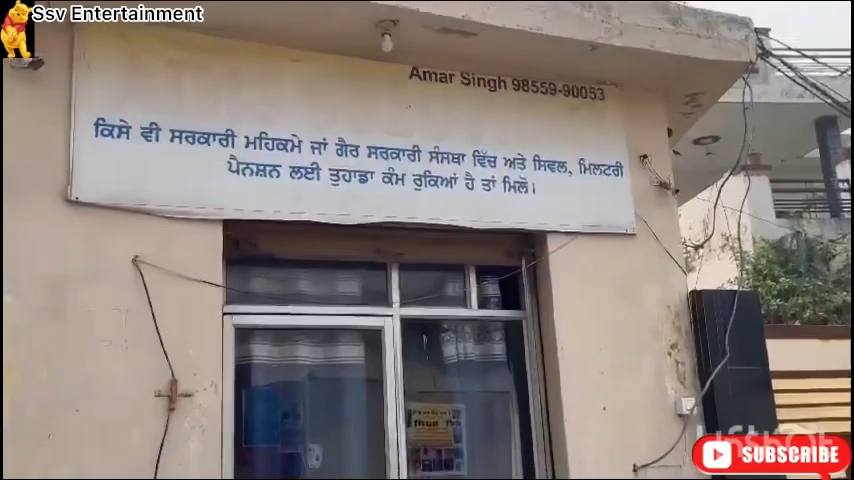 Ssv Entertainment
Amar Singh 98559-90053
ਕਿਸੇ ਵੀ ਸਰਕਾਰੀ ਮਹਿਕਮੇ ਜਾਂ ਗੈਰ ਸਰਕਾਰੀ ਸੰਸਥਾ ਵਿੱਚ ਅਤੇ ਸਿਵਲ, ਮਿਲਟਰੀ
ਪੈਨਸ਼ਨ ਲਈ ਤੁਹਾਡਾ ਕੰਮ ਰੁਕਿਆ ਹੈ ਤਾਂ ਮਿਲੋ।
SUBSCRIBE